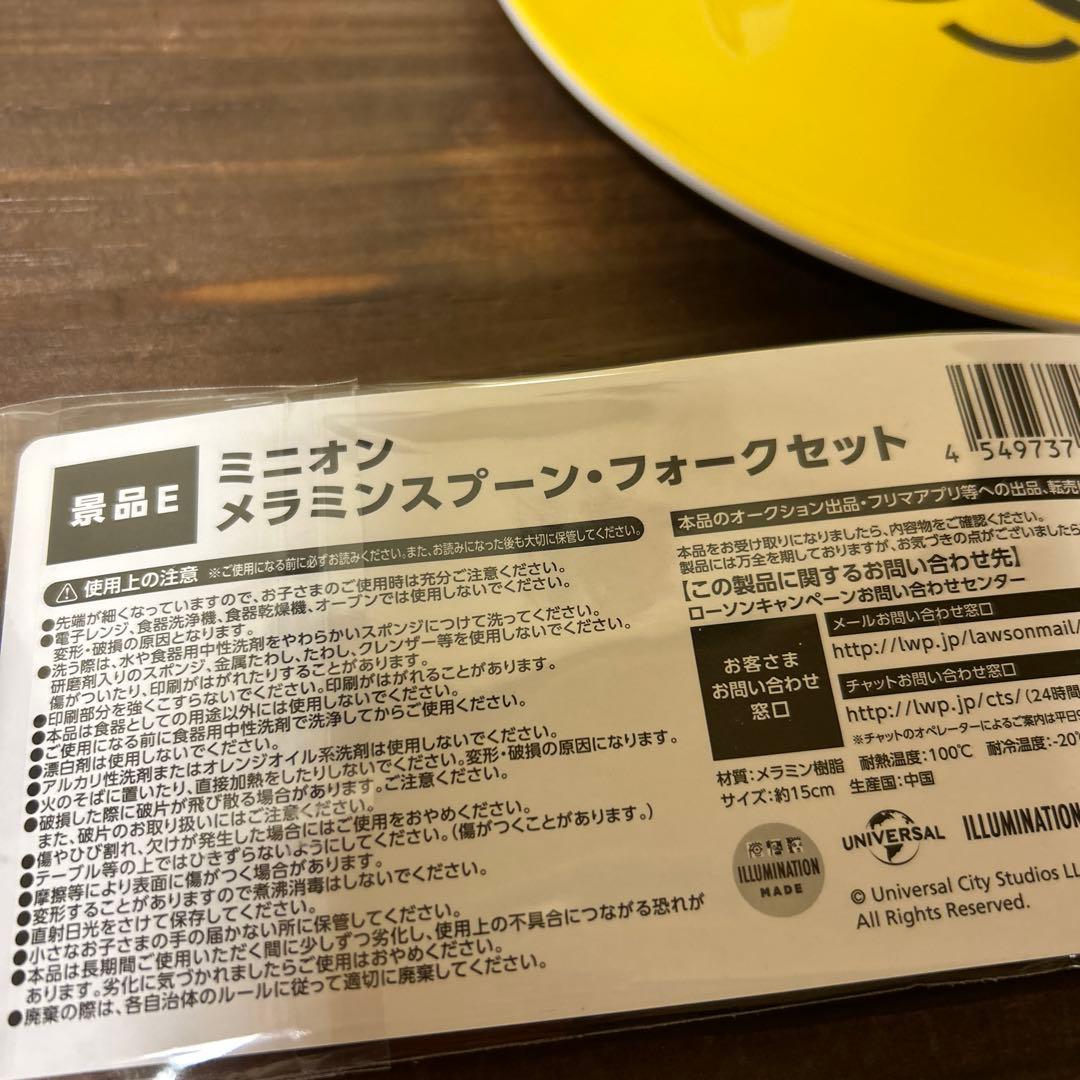 景品E
ミニオン
メラミンスプーン・フォークセット
使用上の注意 ※ご使用になる前に必ずお読みください。また、お読みになった後も大切に保管してください。
●先端が細くなっていますので、お子さまのご使用時は充分ご注意ください。
●電子レンジ、食器洗浄機、食器乾燥機、オーブンでは使用しないでください。
変形・破損の原因となります。
●洗う際は、水や食器用中性洗剤をやわらかいスポンジにつけて洗ってください。
研磨剤入りのスポンジ、金属たわし、たわし、クレンザー等を使用しないでください。
傷がついたり、印刷がはがれたりすることがあります。
●印刷部分を強くこすらないでください。印刷がはがれることがあります。
●本品は食器としての用途以外には使用しないでください。
●ご使用になる前に食器用中性洗剤で洗浄してからご使用ください。
●漂白剤は使用しないでください。
●アルカリ性洗剤またはオレンジオイル系洗剤は使用しないでください。
●火のそばに置いたり、直接加熱をしたりしないでください。変形・破損の原因になります。
●破損した際に破片が飛び散る場合があります。ご注意ください。
また、破片のお取り扱いにはご注意ください。
●傷やひび割れ、欠けが発生した場合にはご使用をおやめください。
●テーブル等の上ではひきずらないようにしてください。(傷がつくことがあります。)
●摩擦等により表面に傷がつく場合があります。
●変形することがありますので煮沸消毒はしないでください。
●直射日光をさけて保存してください。
●小さなお子さまの手の届かない所に保管してください。
●本品は長期間ご使用いただく間に少しずつ劣化し、使用上の不具合につながる恐れが
あります。劣化に気づかれましたらご使用はおやめください。
●廃棄の際は、各自治体のルールに従って適切に廃棄してください。
4 549737
本品のオークション出品・フリマアプリ等への出品、転売
本品をお受け取りになりましたら、内容物をご確認ください。
製品には万全を期しておりますが、お気づきの点がございましたら
【この製品に関するお問い合わせ先】
ローソンキャンペーンお問い合わせセンター
お客さま
お問い合わせ
窓口
メールお問い合わせ窓口
http://lwp.jp/lawsonmail/
チャットお問い合わせ窓口
http://lwp.jp/cts/(24時間
※チャットのオペレーターによるご案内は平日9
材質:メラミン樹脂 耐熱温度:100℃ 耐冷温度:-20℃
サイズ:約15cm 生産国:中国
ILLUMINATION
MADE
UNIVERSAL
ILLUMINATION
© Universal City Studios LL
All Rights Reserved.